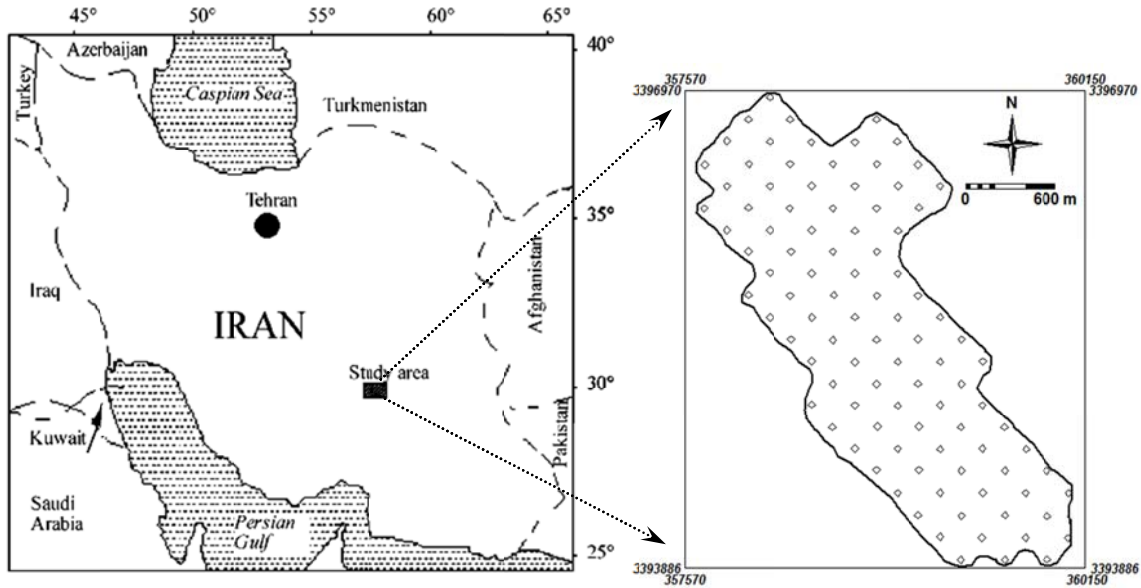 45° 50° 55° 60° 65°
40°
35°
30°
25°
Azerbaijan
Turkey
Caspian Sea
Turkmenistan
Tehran
Iraq
IRAN
Afghanistan
Study area
Kuwait
Pakistan
Saudi
Arabia
Persian
Gulf
357570 360150
3396970 3396970
N
0 600 m
3393886 3393886
357570 360150